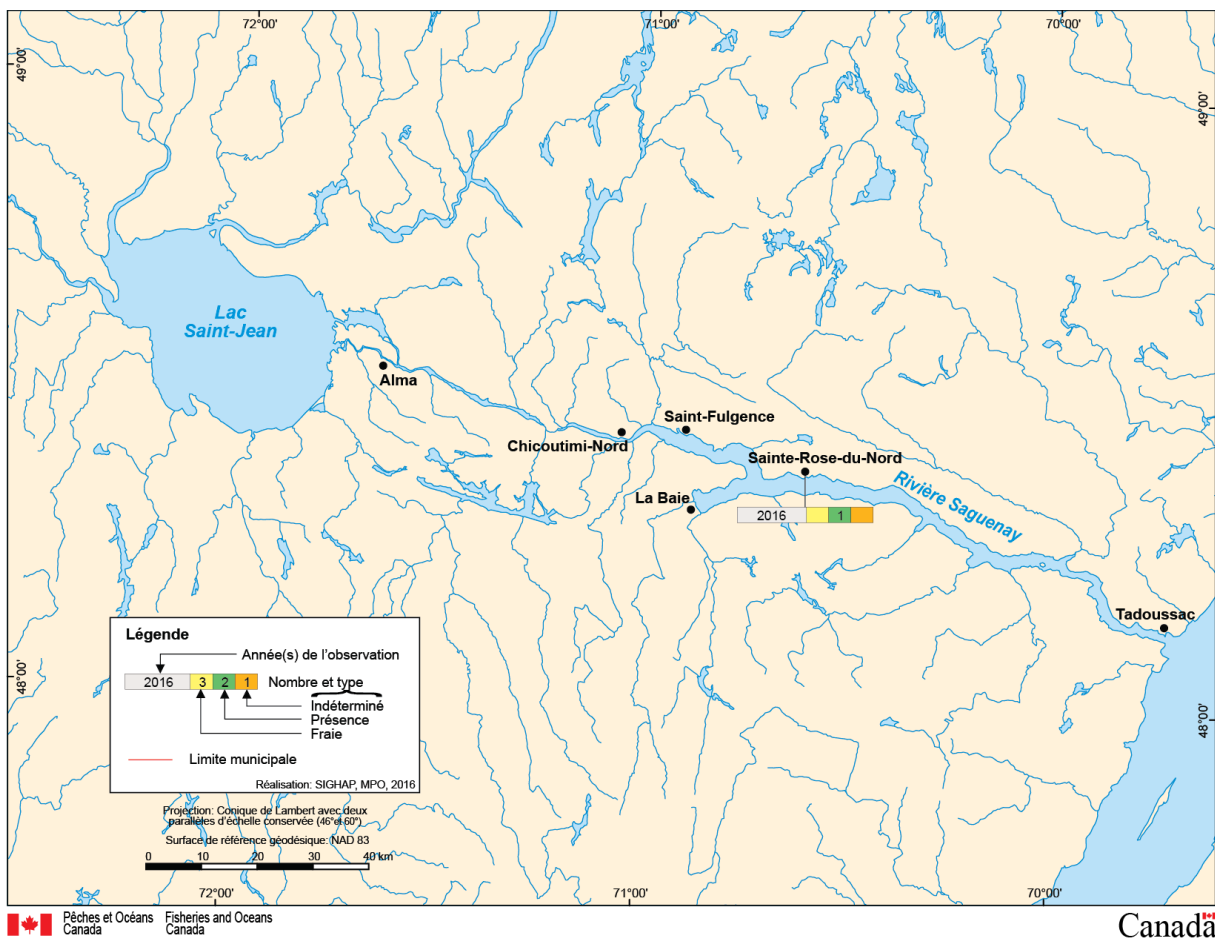 72°00'
71°00'
70°00'
49°00'
49°00'
Lac
Saint-Jean
Alma
Saint-Fulgence
Chicoutimi-Nord
Sainte-Rose-du-Nord
La Baie
2016 1
Rivière Saguenay
Tadoussac
Légende
Année(s) de l'observation
2016 3 2 1 Nombre et type
Indéterminé
Présence
Fraie
Limite municipale
Réalisation: SIGHAP, MPO, 2016
48°00'
48°00'
Projection: Conique de Lambert avec deux
parallèles d'échelle conservée (46°et 60°)
Surface de référence géodésique: NAD 83
0 10 20 30 40 km
72°00'
71°00'
70°00'
Pêches et Océans Fisheries and Oceans
Canada Canada
Canada